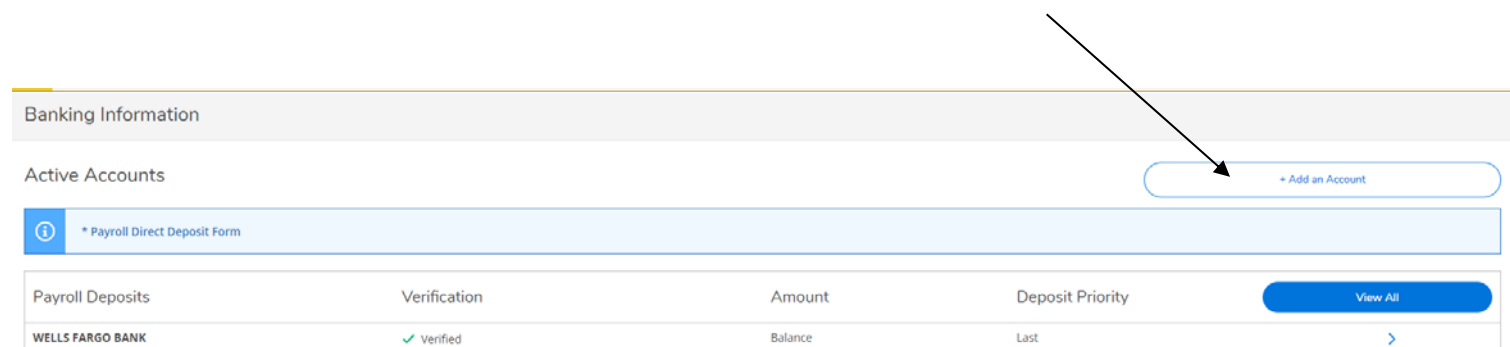 Banking Information
Active Accounts
+ Add an Account
* Payroll Direct Deposit Form
Payroll Deposits Verification Amount Deposit Priority View All
WELLS FARGO BANK Verified Balance Last